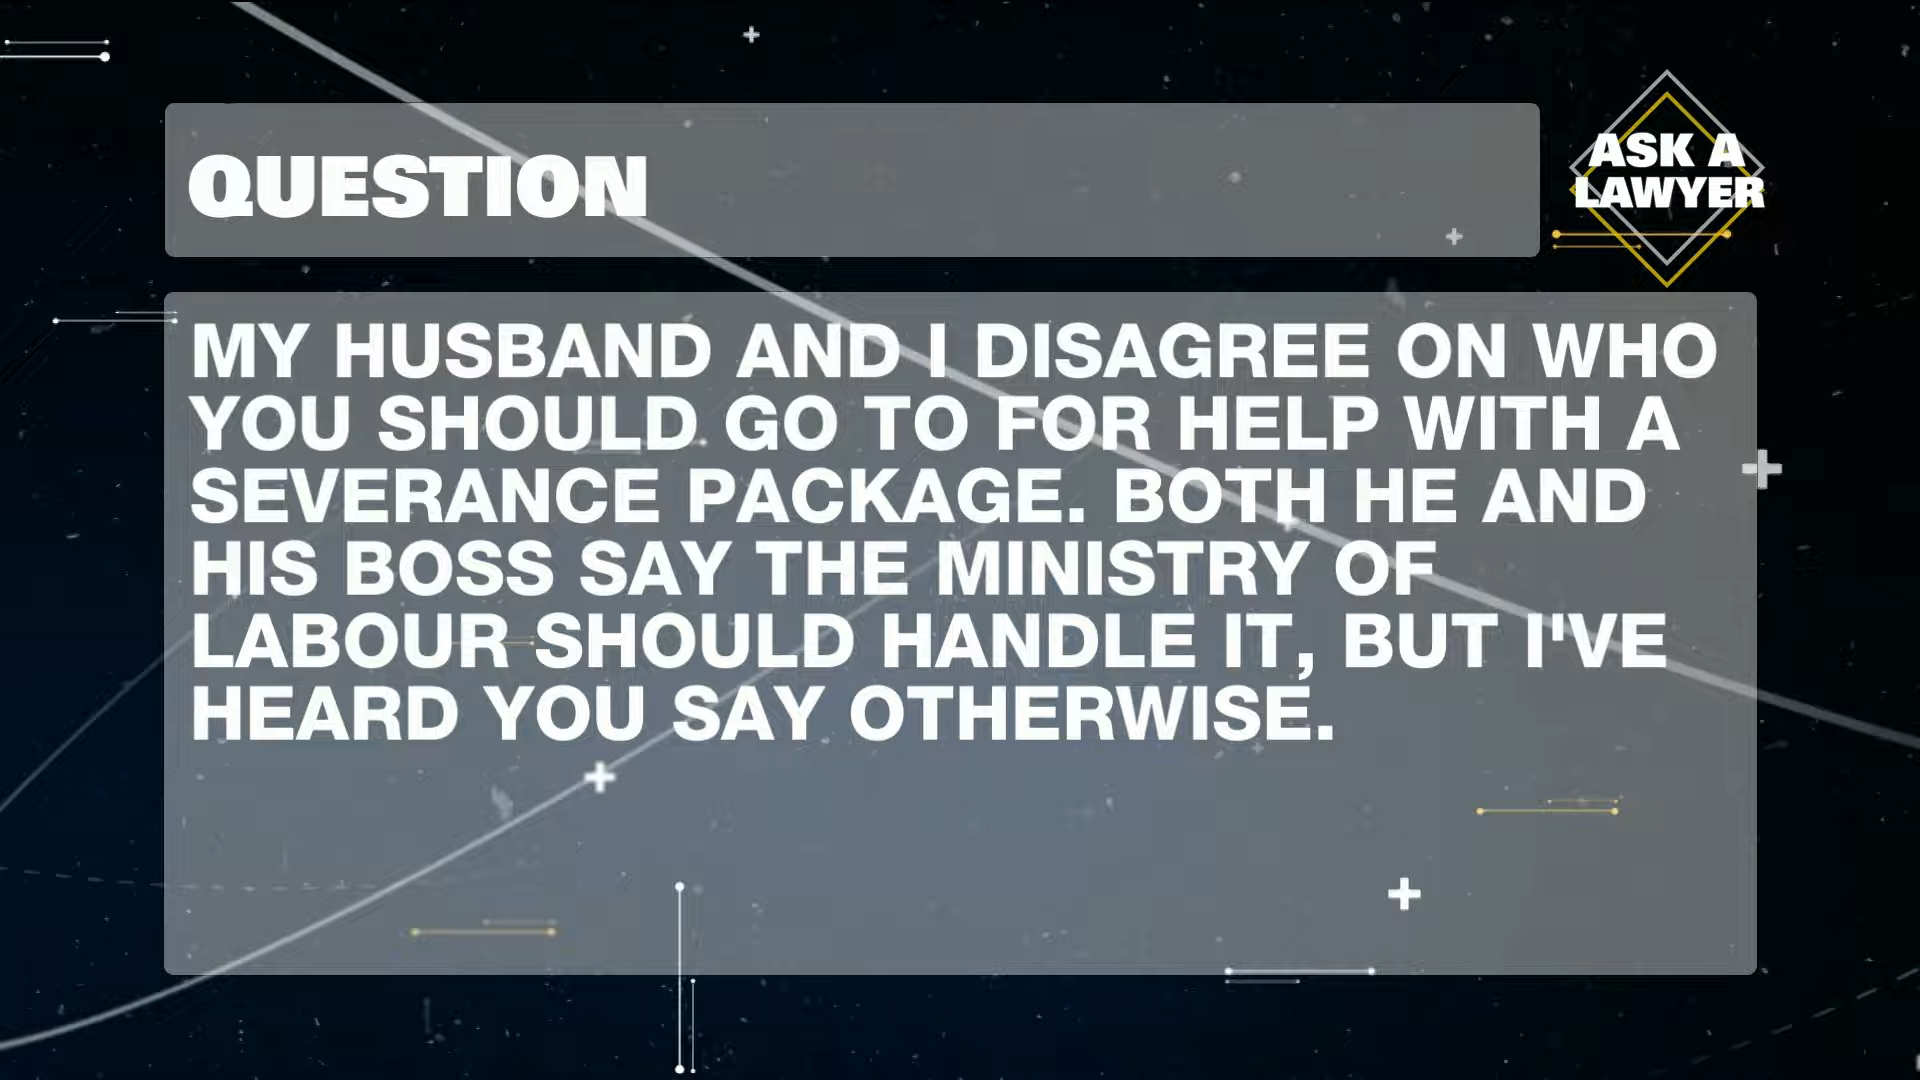 QUESTION
ASK A
LAWYER
MY HUSBAND AND I DISAGREE ON WHO
YOU SHOULD GO TO FOR HELP WITH A
SEVERANCE PACKAGE. BOTH HE AND
HIS BOSS SAY THE MINISTRY OF
LABOUR SHOULD HANDLE IT, BUT I'VE
HEARD YOU SAY OTHERWISE.